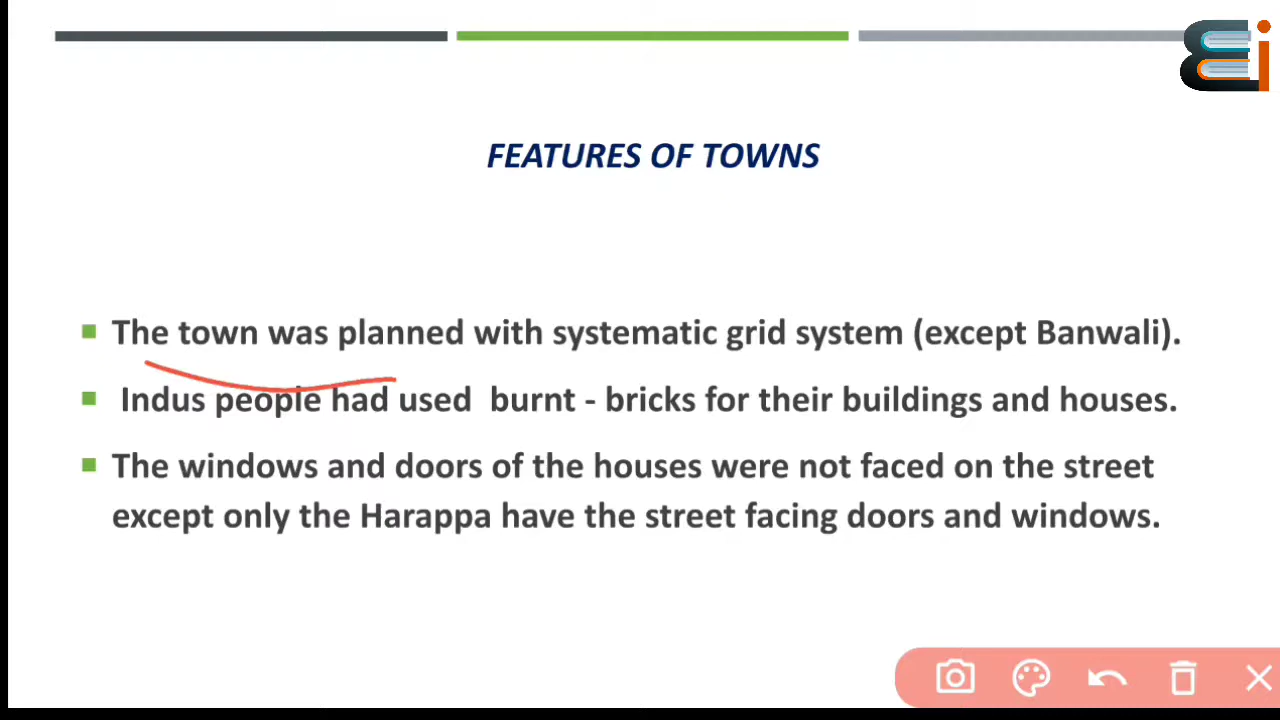 FEATURES OF TOWNS
The town was planned with systematic grid system (except Banwali).
Indus people had used burnt - bricks for their buildings and houses.
The windows and doors of the houses were not faced on the street
except only the Harappa have the street facing doors and windows.